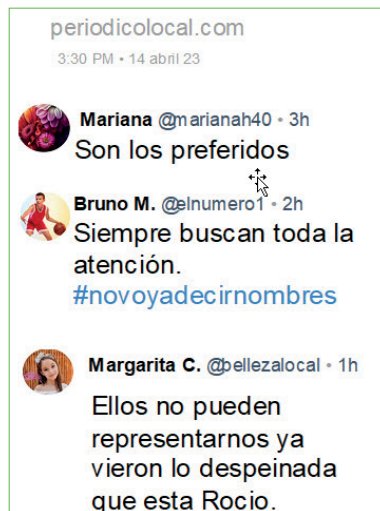 periodicolocal.com
3:30 PM • 14 abril 23
Mariana @marianah40 • 3h
Son los preferidos
Bruno M. @elnumero1 • 2h
Siempre buscan toda la
atención.
#novoyadecirnombres
Margarita C. @bellezalocal • 1h
Ellos no pueden
representarnos ya
vieron lo despeinada
que esta Rocio.